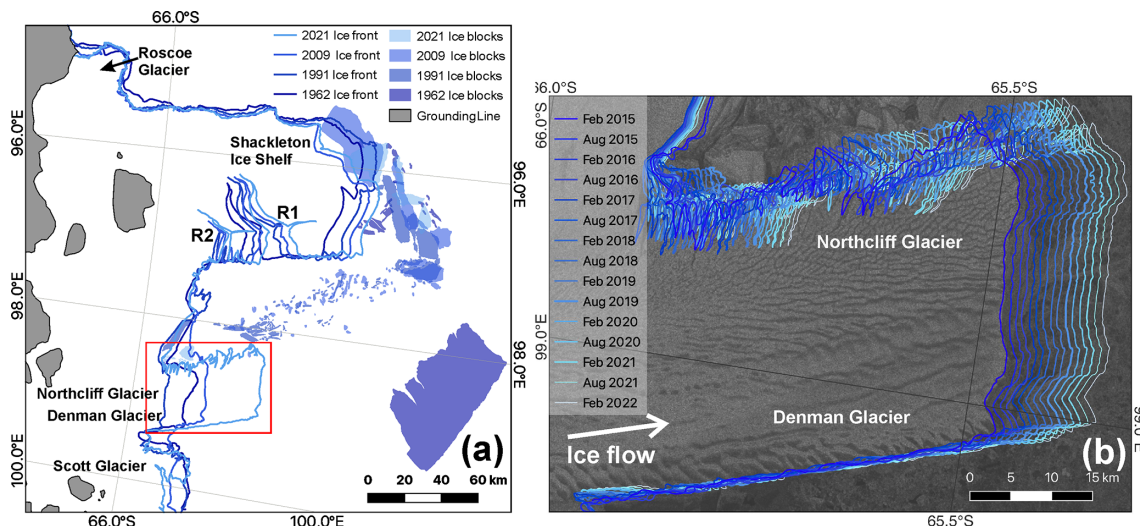 66.0°S
2021 Ice front
2021 Ice blocks
2009 Ice front
2009 Ice blocks
1991 Ice front
1991 Ice blocks
1962 Ice front
1962 Ice blocks
Grounding Line
Roscoe
Glacier
96.0°E
Shackleton
Ice Shelf
96.0°E
R1
R2
98.0°E
98.0°E
Northcliff Glacier
Denman Glacier
Scott Glacier
100.0°E
(a)
0 20 40 60 km
66.0°S
100.0°E
36.0°S
65.5°S
66.0°S
Feb 2015
Aug 2015
Feb 2016
Aug 2016
Feb 2017
Aug 2017
Feb 2018
Aug 2018
Feb 2019
Aug 2019
Feb 2020
Aug 2020
Feb 2021
Aug 2021
Feb 2022
99.0°E
Northcliff Glacier
Denman Glacier
Ice flow
(b)
0 5 10 15 km
65.5°S